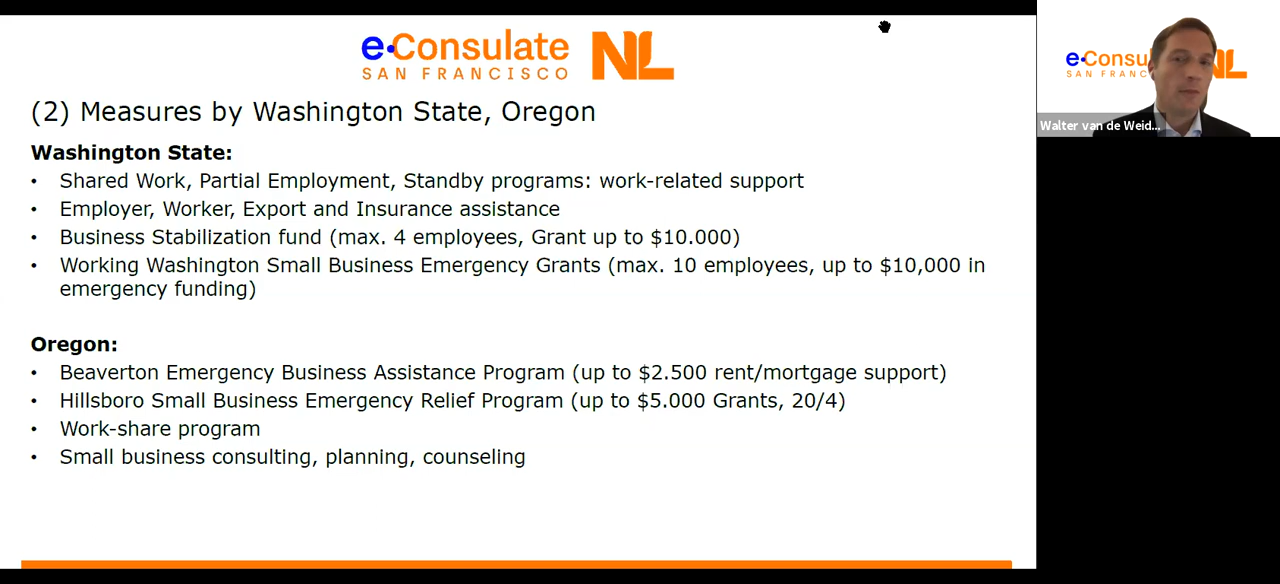 e·Consulate
SAN FRANCISCO
NL
(2) Measures by Washington State, Oregon
Washington State:
• Shared Work, Partial Employment, Standby programs: work-related support
• Employer, Worker, Export and Insurance assistance
• Business Stabilization fund (max. 4 employees, Grant up to $10.000)
• Working Washington Small Business Emergency Grants (max. 10 employees, up to $10,000 in
emergency funding)
Oregon:
• Beaverton Emergency Business Assistance Program (up to $2.500 rent/mortgage support)
• Hillsboro Small Business Emergency Relief Program (up to $5.000 Grants, 20/4)
• Work-share program
• Small business consulting, planning, counseling
e·Consu
SAN FRANC
Walter van de Weid...